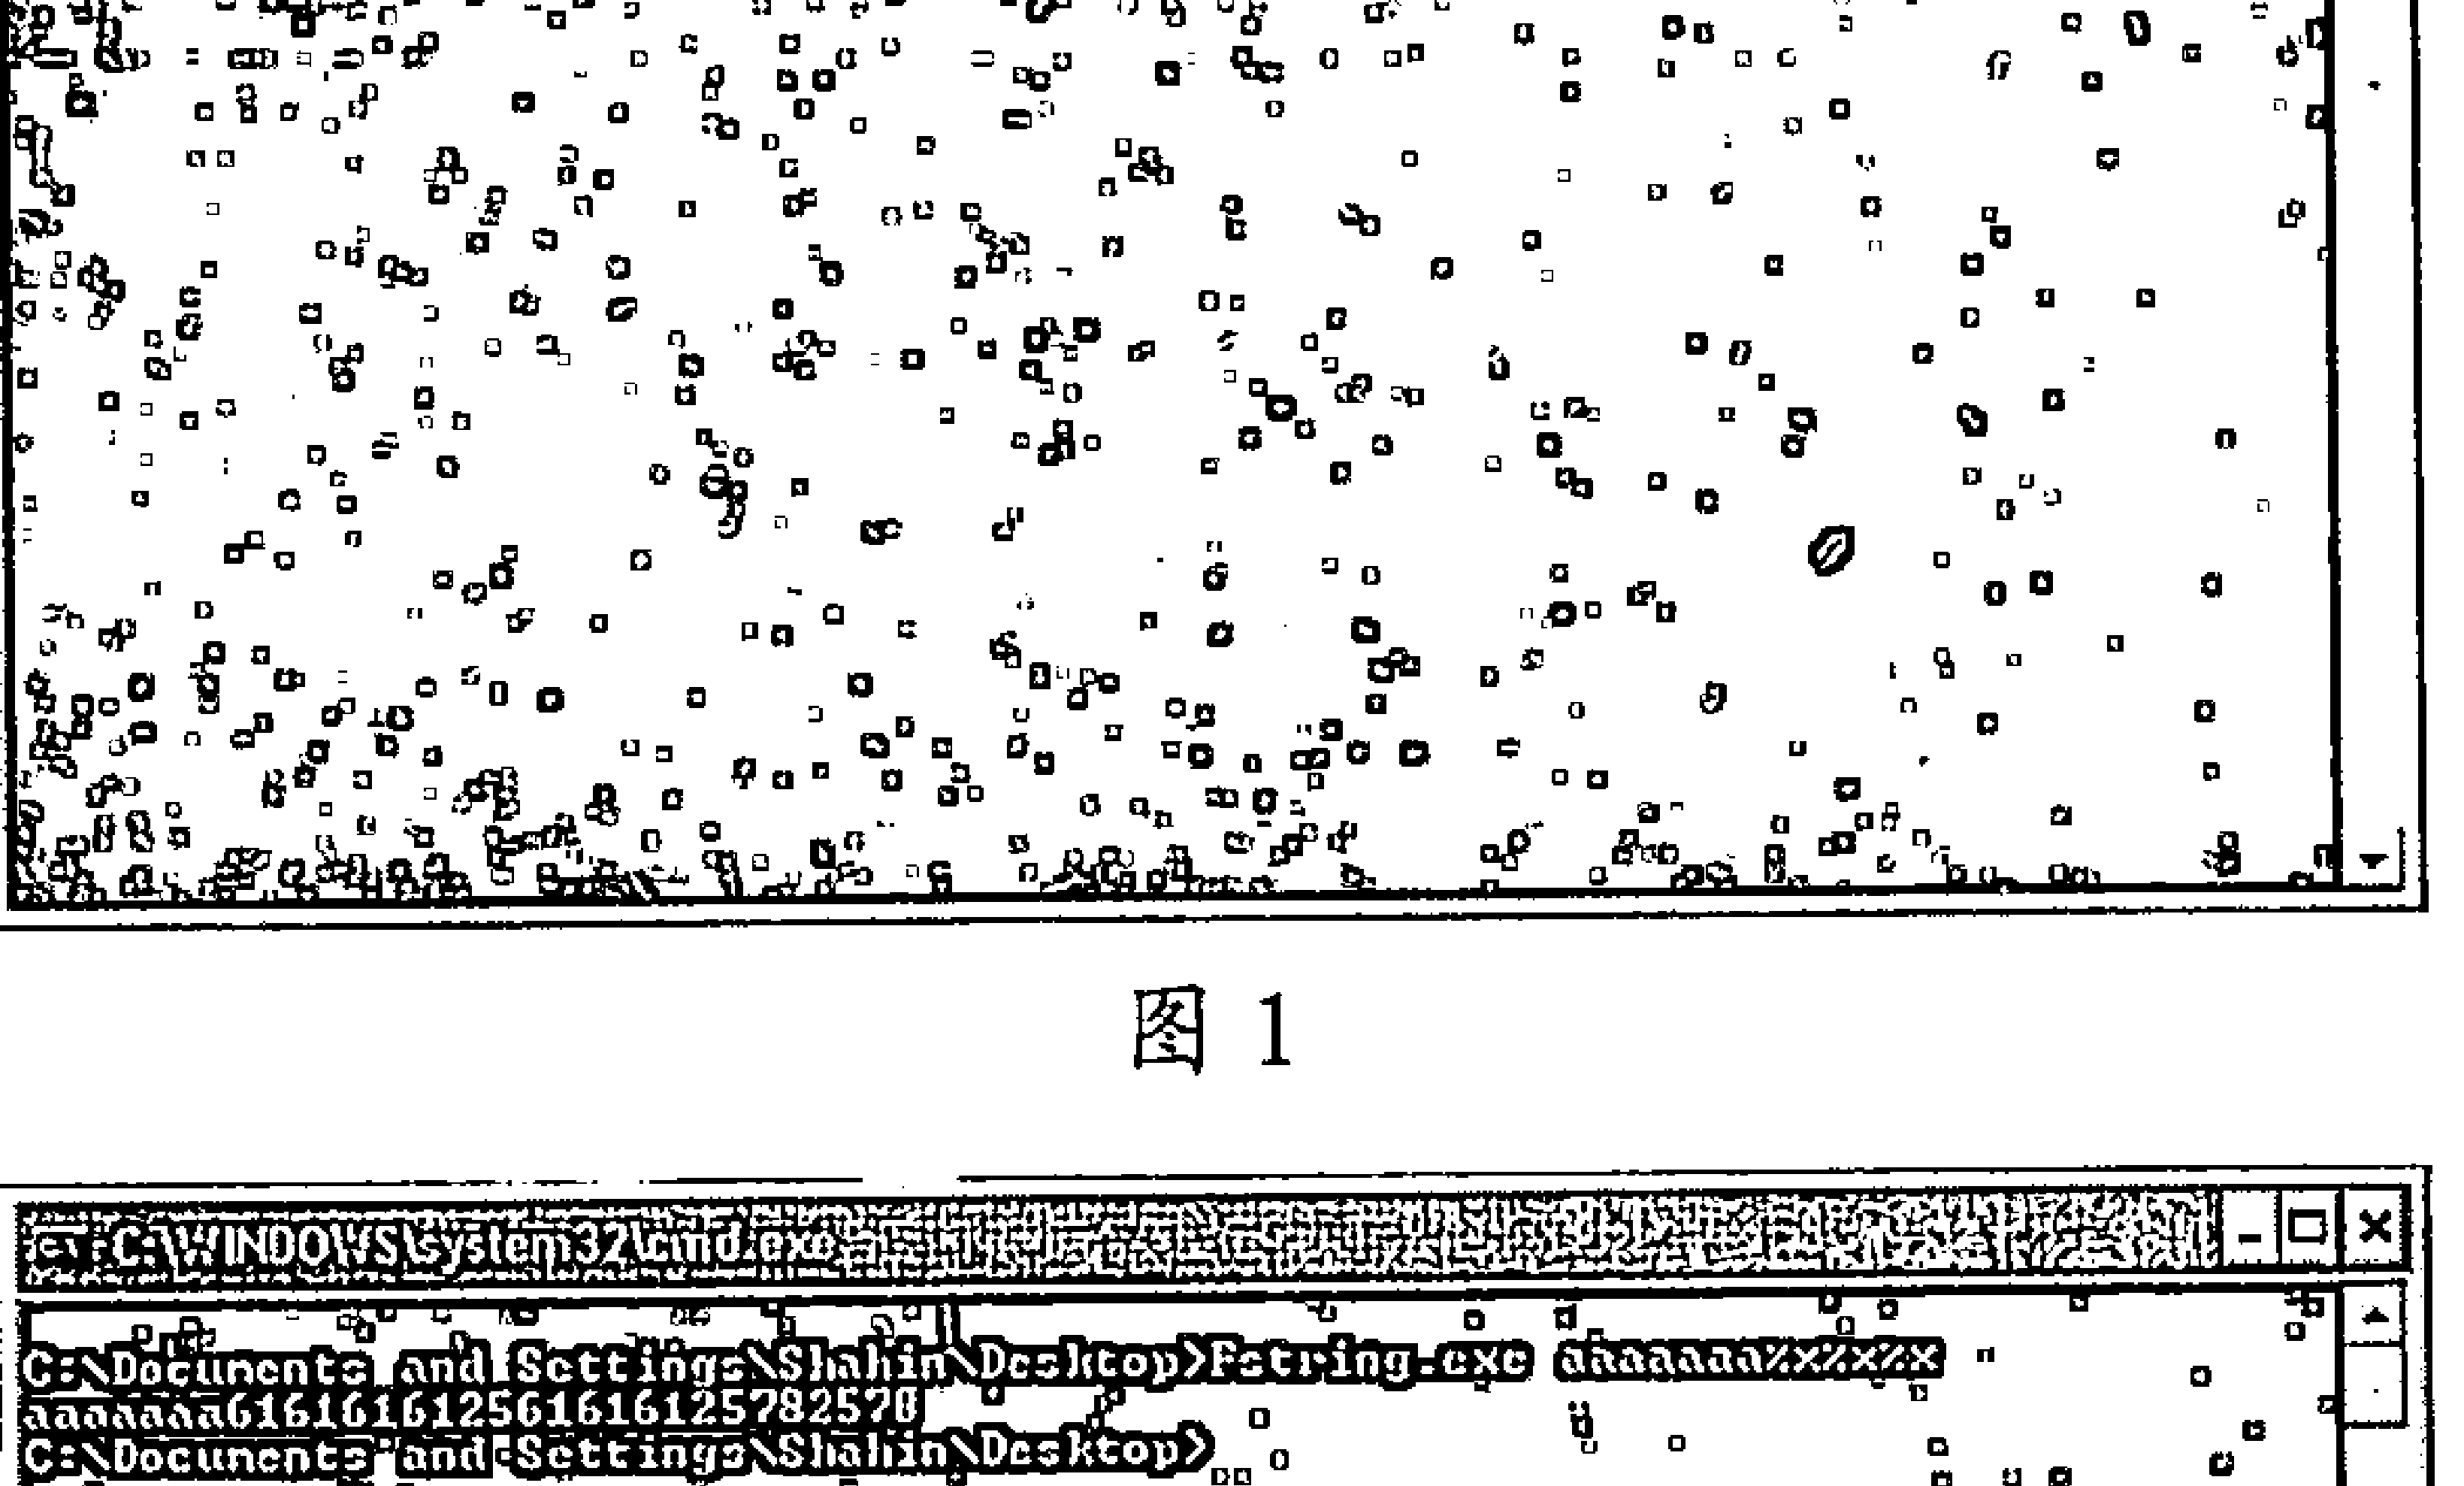 图 1
C:\WINDOWS\system32\cmd.exe
C:\Documents and Settings\Shahin\Desktop>Fstring.exe aaaaaaa%x%x%x
aaaaaaa616161612561616125782578
C:\Documents and Settings\Shahin\Desktop>